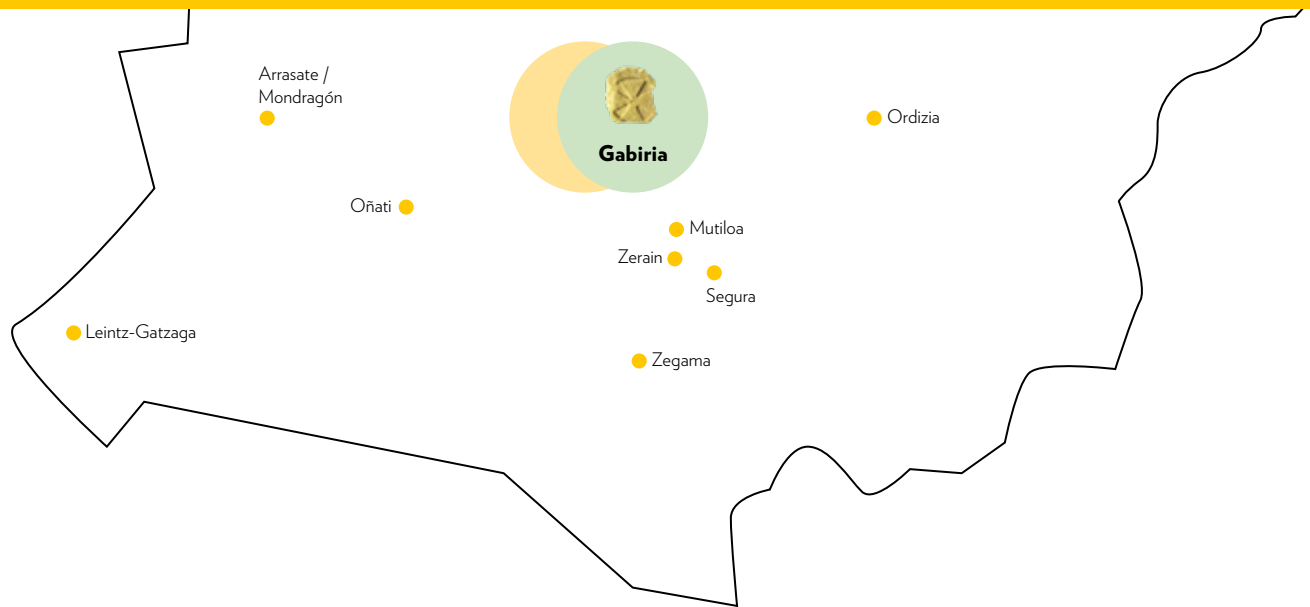 Arrasate /
Mondragón
Gabiria
Ordizia
Oñati
Mutiloa
Zerain
Segura
Leintz-Gatzaga
Zegama